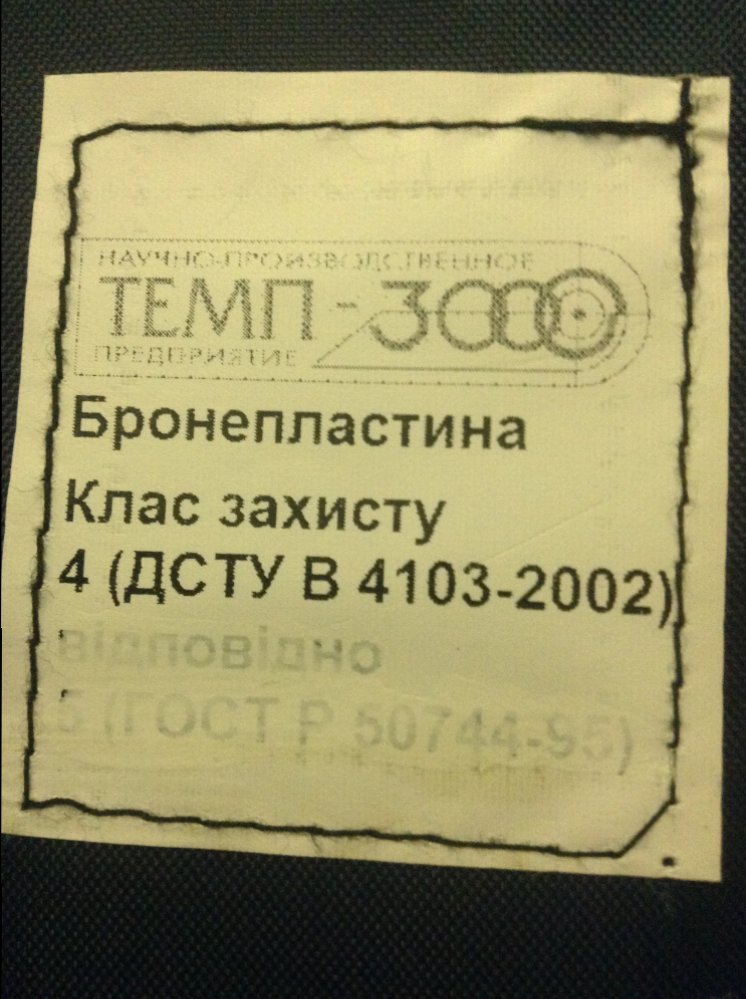 НАУЧНО-ПРОИЗВОДСТВЕННОЕ
ТЕМП-3000
ПРЕДПРИЯТИЕ
Бронепластина
Клас захисту
4 (ДСТУ В 4103-2002)
відповідно
5 (ГОСТ Р 50744-95)